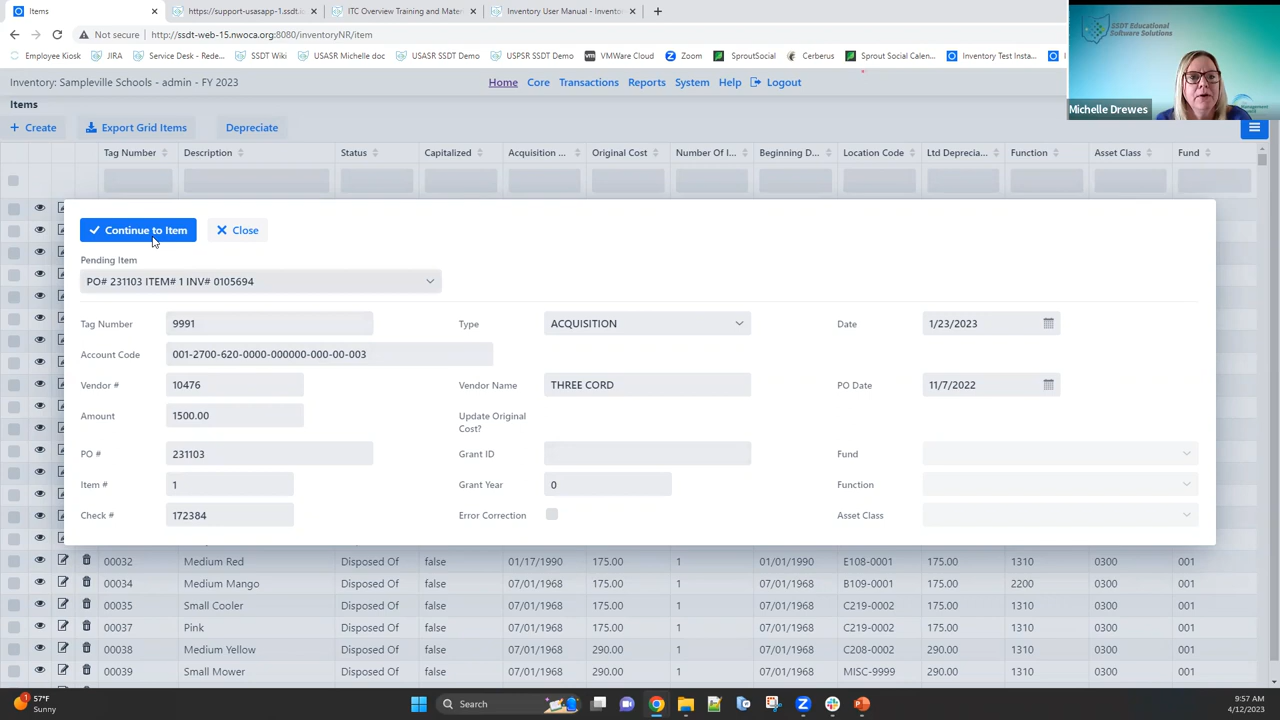 Items
https://support-usasapp-1.ssdt.io
ITC Overview Training and Mater
Inventory User Manual - Invento
Not secure
http://ssdt-web-15.nwoca.org:8080/inventoryNR/item
Employee Kiosk
JIRA
Service Desk - Rede...
SSDT Wiki
USASR Michelle doc
USASR SSDT Demo
USPSR SSDT Demo
VMWare Cloud
Zoom
SproutSocial
Cerberus
Sprout Social Calen...
Inventory Test Insta...
SSDT Educational
Software Solutions
Michelle Drewes
Inventory: Sampleville Schools - admin - FY 2023
Home Core Transactions Reports System Help Logout
Items
Create
Export Grid Items
Depreciate
Tag Number Description Status Capitalized Acquisition ... Original Cost Number Of I... Beginning D... Location Code Ltd Deprecia... Function Asset Class Fund
Continue to Item
Close
Pending Item
PO# 231103 ITEM# 1 INV# 0105694
Tag Number 9991 Type ACQUISITION Date 1/23/2023
Account Code 001-2700-620-0000-000000-000-00-003
Vendor # 10476 Vendor Name THREE CORD PO Date 11/7/2022
Amount 1500.00 Update Original
Cost?
PO # 231103 Grant ID Fund
Item # 1 Grant Year 0 Function
Check # 172384 Error Correction Asset Class
00032 Medium Red Disposed Of false 01/17/1990 175.00 1 01/01/1990 E108-0001 175.00 1310 0300 001
00034 Medium Mango Disposed Of false 07/01/1968 175.00 1 07/01/1968 B109-0001 175.00 2200 0300 001
00035 Small Cooler Disposed Of false 07/01/1968 175.00 1 07/01/1968 C219-0002 175.00 1310 0300 001
00037 Pink Disposed Of false 07/01/1968 175.00 1 07/01/1968 C219-0002 175.00 1310 0300 001
00038 Medium Yellow Disposed Of false 07/01/1968 290.00 1 07/01/1968 C208-0002 290.00 1310 0300 001
00039 Small Mower Disposed Of false 07/01/1968 290.00 1 07/01/1968 MISC-9999 290.00 1310 0300 001
57°F
Sunny
Search
9:57 AM
4/12/2023